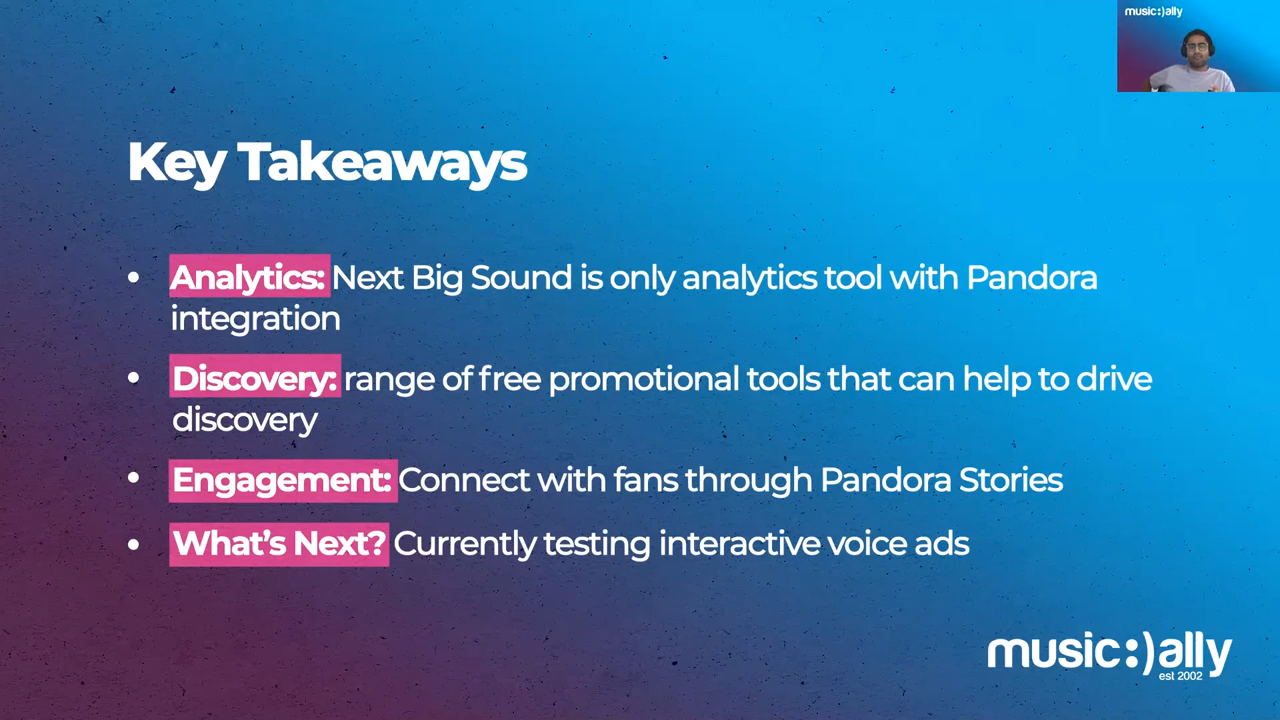 music:)ally
Key Takeaways
• Analytics: Next Big Sound is only analytics tool with Pandora
integration
• Discovery: range of free promotional tools that can help to drive
discovery
• Engagement: Connect with fans through Pandora Stories
• What's Next? Currently testing interactive voice ads
music:)ally
est 2002